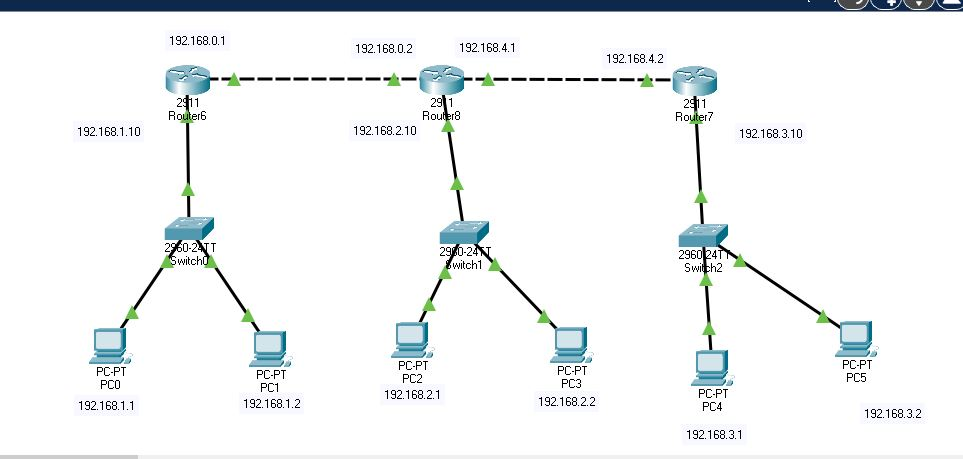 192.168.0.1
192.168.0.2
192.168.4.1
192.168.4.2
2911
Router6
2911
Router8
2911
Router7
192.168.1.10
192.168.2.10
192.168.3.10
2960-24TT
Switch0
2960-24TT
Switch1
2960-24TT
Switch2
PC-PT
PC0
PC-PT
PC1
PC-PT
PC2
PC-PT
PC3
PC-PT
PC4
PC-PT
PC5
192.168.1.1
192.168.1.2
192.168.2.1
192.168.2.2
192.168.3.1
192.168.3.2